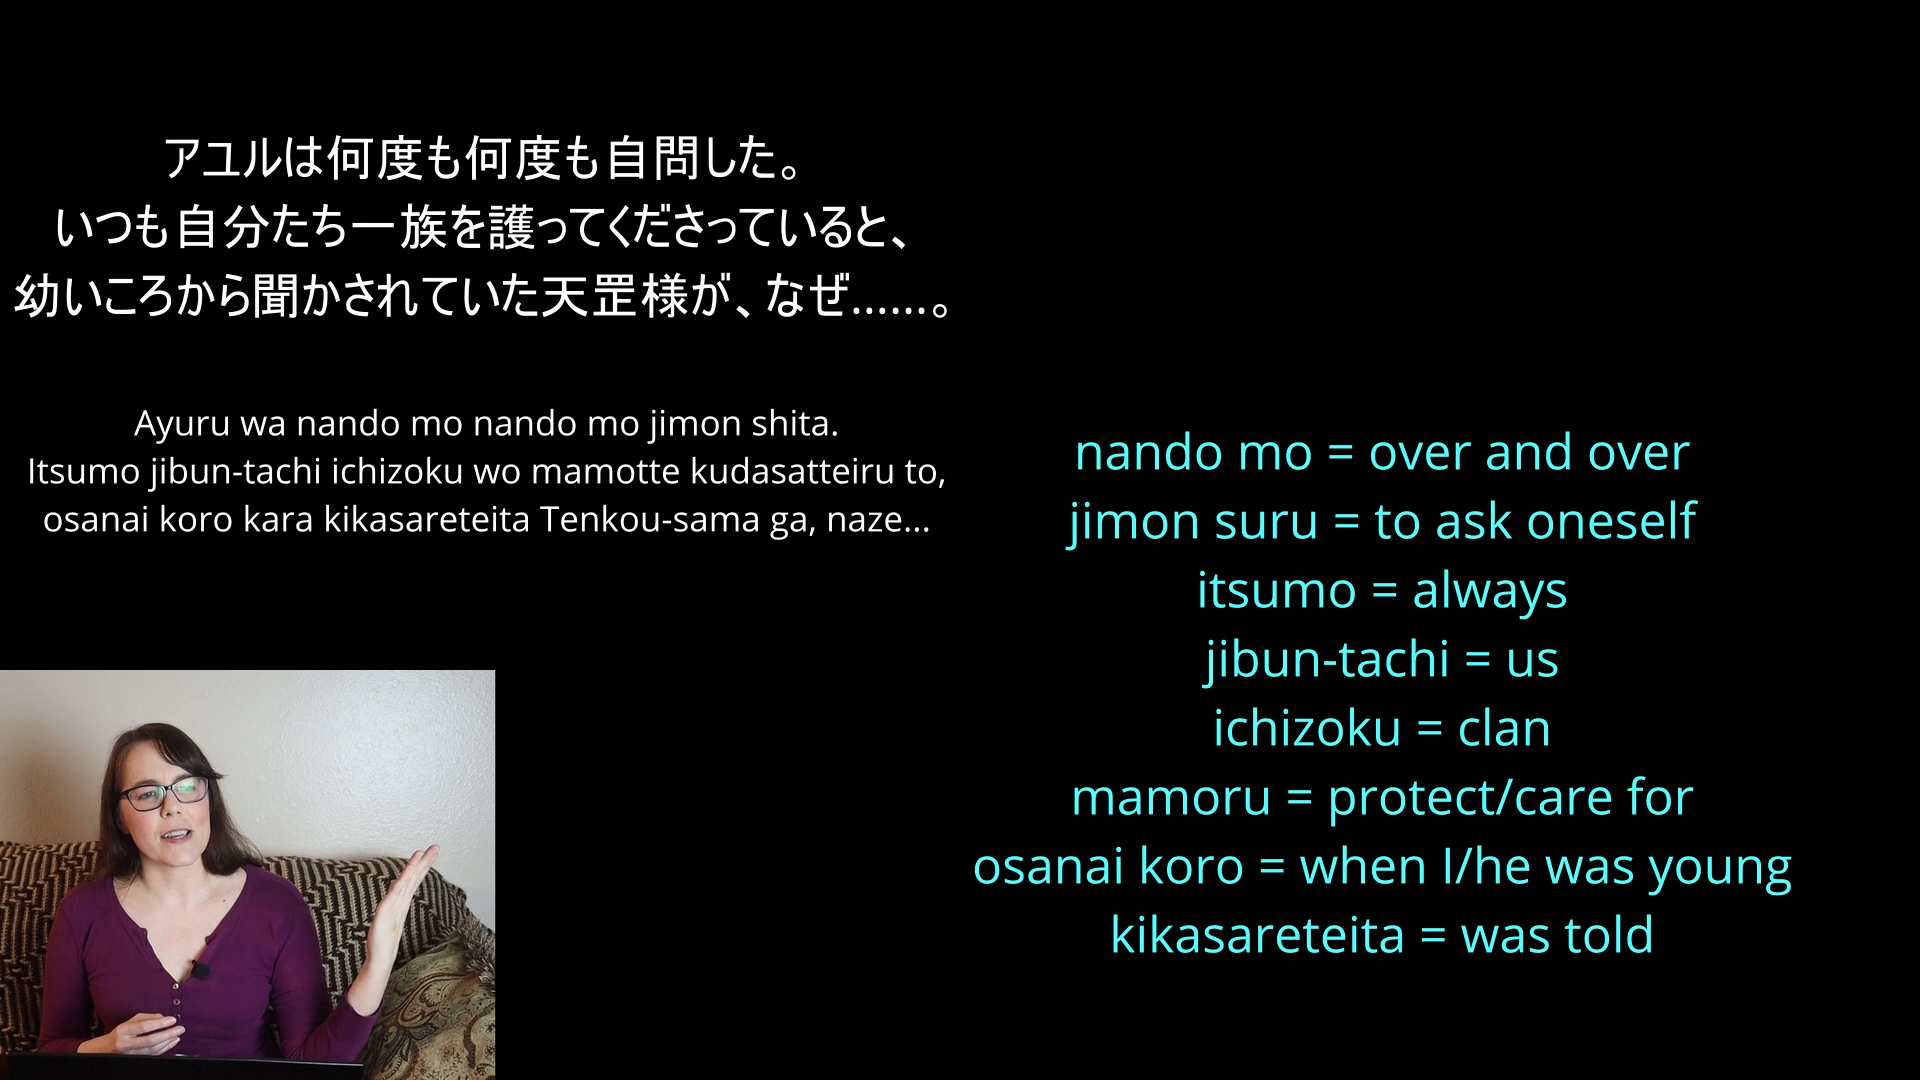 アユルは何度も何度も自問した。
いつも自分たち一族を護ってくださっていると、
幼いころから聞かされていた天罡様が、なぜ……。
Ayuru wa nando mo nando mo jimon shita.
Itsumo jibun-tachi ichizoku wo mamotte kudasatteiru to,
osanai koro kara kikasareteita Tenkou-sama ga, naze...
nando mo = over and over
jimon suru = to ask oneself
itsumo = always
jibun-tachi = us
ichizoku = clan
mamoru = protect/care for
osanai koro = when I/he was young
kikasareteita = was told